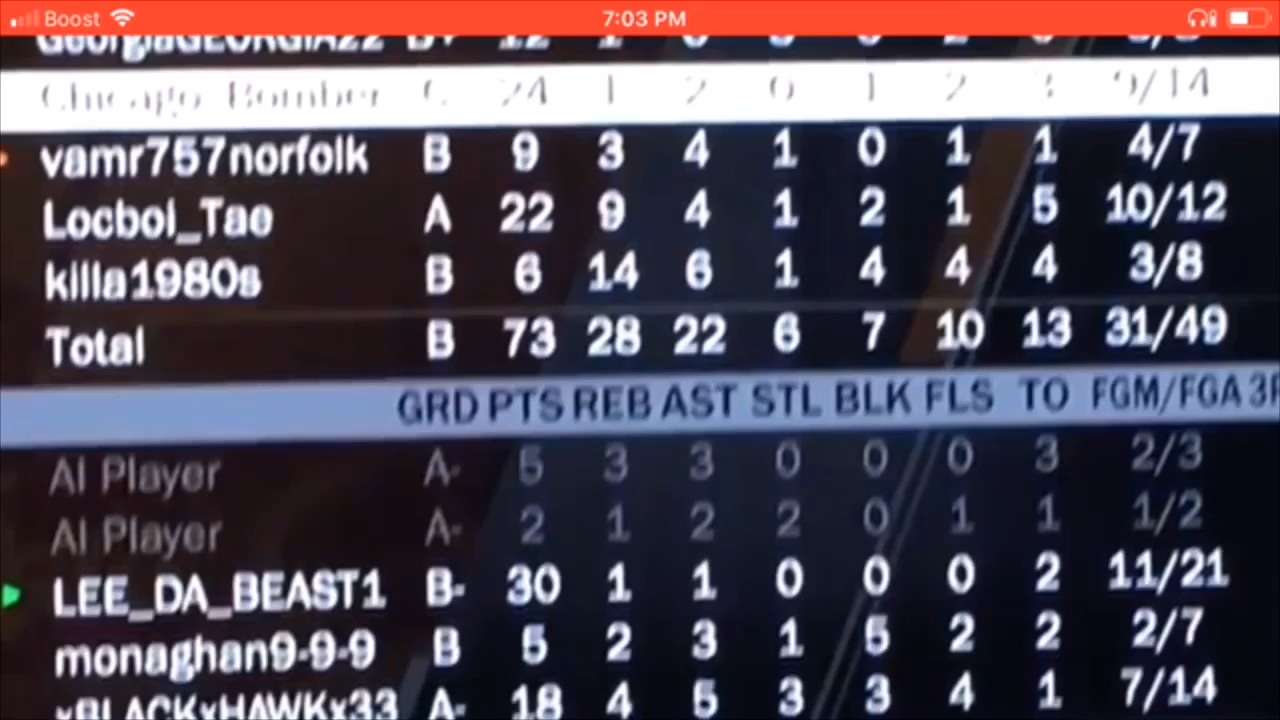 Boost 7:03 PM
GeorgiaGEORGIA22 B+ 12 1
Chicago Bomber C 24 1 2 0 1 2 3 9/14
vamr757norfolk B 9 3 4 1 0 1 1 4/7
Locboi_Tae A 22 9 4 1 2 1 5 10/12
killa1980s B 6 14 6 1 4 4 4 3/8
Total B 73 28 22 6 7 10 13 31/49
GRD PTS REB AST STL BLK FLS TO FGM/FGA
AI Player A- 5 3 3 0 0 0 3 2/3
AI Player A- 2 1 2 2 0 1 1 1/2
LEE_DA_BEAST1 B- 30 1 1 0 0 0 2 11/21
monaghan9-9-9 B 5 2 3 1 5 2 2 2/7
xBLACKxHAWKx33 A- 18 4 5 3 3 4 1 7/14